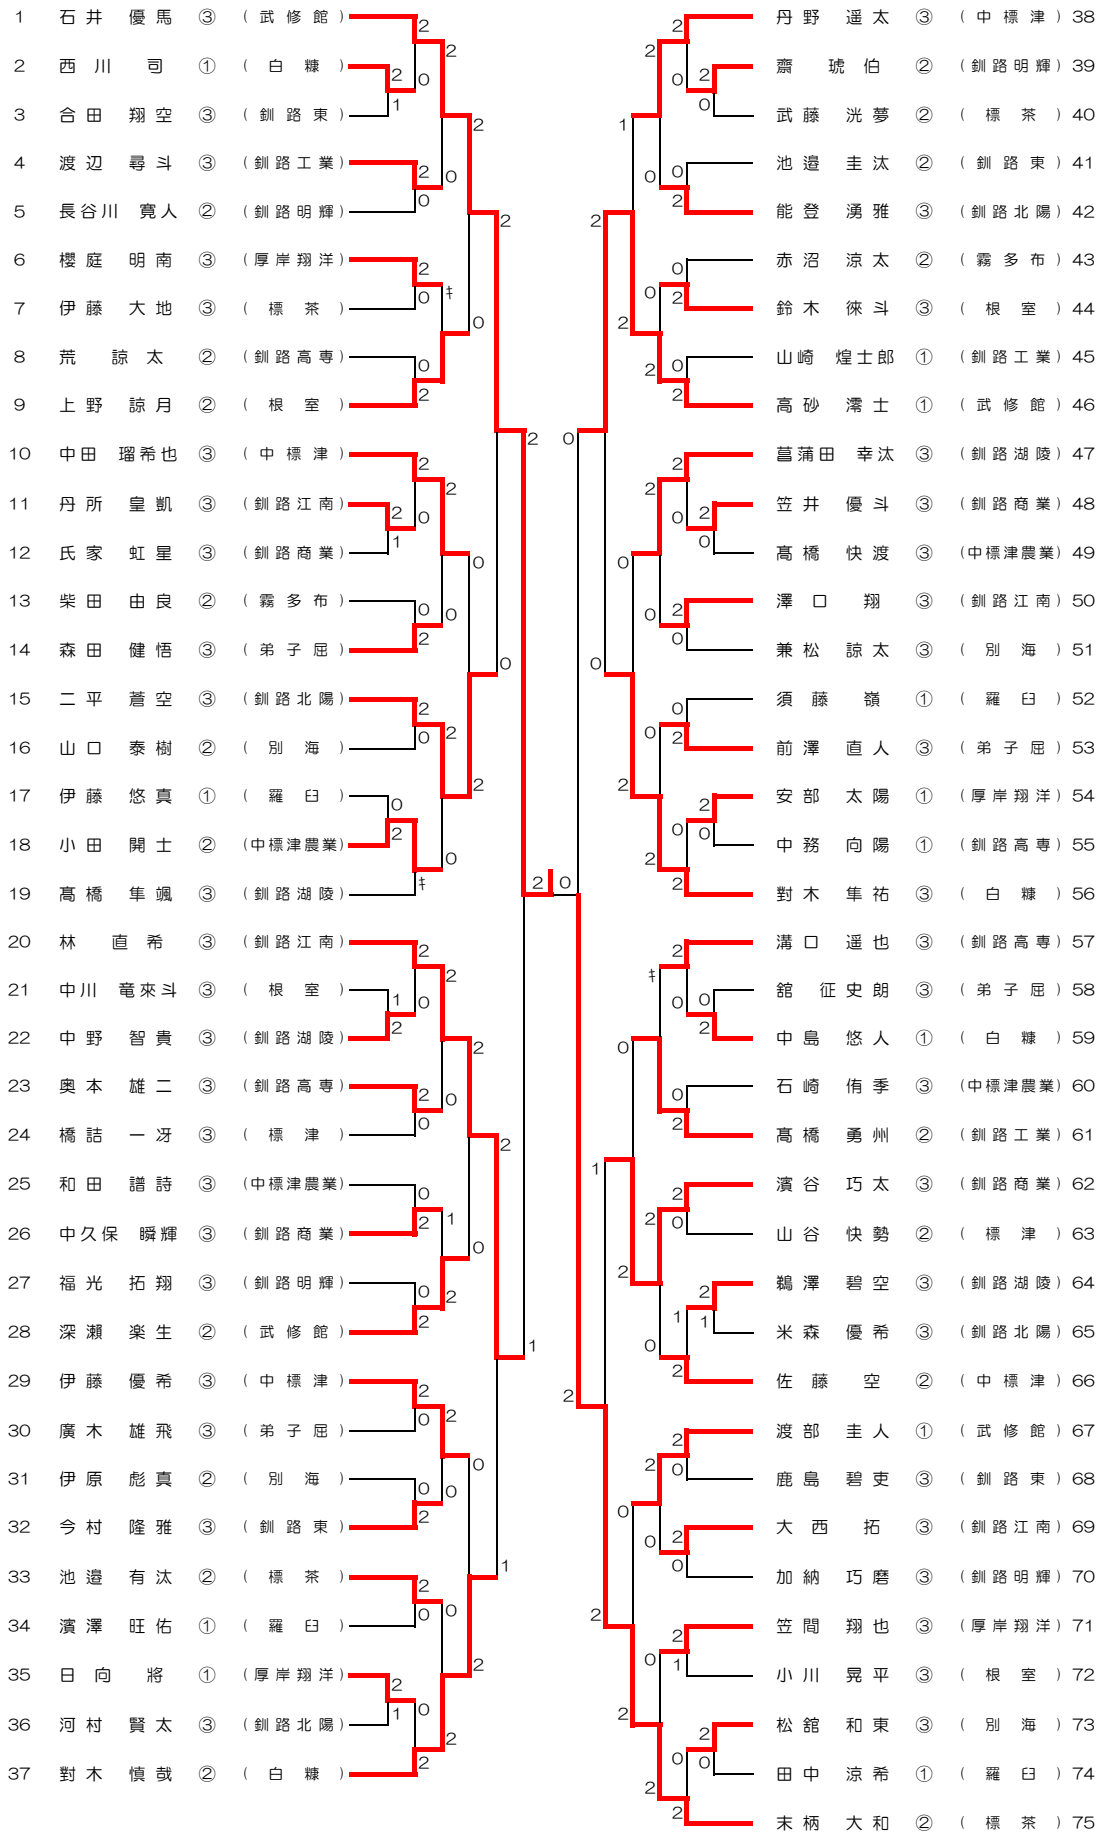 1 石井 優馬 ③ (武修館)
2 西川 司 ① (白糠)
3 合田 翔空 ③ (釧路東)
4 渡辺 尋斗 ③ (釧路工業)
5 長谷川 寛人 ② (釧路明輝)
6 櫻庭 明南 ③ (厚岸翔洋)
7 伊藤 大地 ③ (標茶)
8 荒 諒太 ② (釧路高専)
9 上野 諒月 ② (根室)
10 中田 瑠希也 ③ (中標津)
11 丹所 皇凱 ③ (釧路江南)
12 氏家 虹星 ③ (釧路商業)
13 柴田 由良 ② (霧多布)
14 森田 健悟 ③ (弟子屈)
15 二平 蒼空 ③ (釧路北陽)
16 山口 泰樹 ② (別海)
17 伊藤 悠真 ① (羅臼)
18 小田 開士 ② (中標津農業)
19 髙橋 隼颯 ③ (釧路湖陵)
20 林 直希 ③ (釧路江南)
21 中川 竜來斗 ③ (根室)
22 中野 智貴 ③ (釧路湖陵)
23 奥本 雄二 ③ (釧路高専)
24 橋詰 一冴 ③ (標津)
25 和田 譜詩 ③ (中標津農業)
26 中久保 瞬輝 ③ (釧路商業)
27 福光 拓翔 ③ (釧路明輝)
28 深瀬 楽生 ② (武修館)
29 伊藤 優希 ③ (中標津)
30 廣木 雄飛 ③ (弟子屈)
31 伊原 彪真 ② (別海)
32 今村 隆雅 ③ (釧路東)
33 池邉 有汰 ② (標茶)
34 濱澤 旺佑 ① (羅臼)
35 日向 將 ① (厚岸翔洋)
36 河村 賢太 ③ (釧路北陽)
37 對木 慎哉 ② (白糠)
丹野 遥太 ③ (中標津) 38
齋 琥伯 ② (釧路明輝) 39
武藤 洸夢 ② (標茶) 40
池邉 圭汰 ② (釧路東) 41
能登 湧雅 ③ (釧路北陽) 42
赤沼 涼太 ② (霧多布) 43
鈴木 徠斗 ③ (根室) 44
山崎 煌士郎 ① (釧路工業) 45
高砂 澪士 ① (武修館) 46
菖蒲田 幸汰 ③ (釧路湖陵) 47
笠井 優斗 ③ (釧路商業) 48
髙橋 快渡 ③ (中標津農業) 49
澤口 翔 ③ (釧路江南) 50
兼松 諒太 ③ (別海) 51
須藤 嶺 ① (羅臼) 52
前澤 直人 ③ (弟子屈) 53
安部 太陽 ① (厚岸翔洋) 54
中務 向陽 ① (釧路高専) 55
對木 隼祐 ③ (白糠) 56
溝口 遥也 ③ (釧路高専) 57
舘 征史朗 ③ (弟子屈) 58
中島 悠人 ① (白糠) 59
石崎 侑季 ③ (中標津農業) 60
髙橋 勇州 ② (釧路工業) 61
濱谷 巧太 ③ (釧路商業) 62
山谷 快勢 ② (標津) 63
鵜澤 碧空 ③ (釧路湖陵) 64
米森 優希 ③ (釧路北陽) 65
佐藤 空 ② (中標津) 66
渡部 圭人 ① (武修館) 67
鹿島 碧吏 ③ (釧路東) 68
大西 拓 ③ (釧路江南) 69
加納 巧磨 ③ (釧路明輝) 70
笠間 翔也 ③ (厚岸翔洋) 71
小川 晃平 ③ (根室) 72
松舘 和東 ③ (別海) 73
田中 涼希 ① (羅臼) 74
末柄 大和 ② (標茶) 75